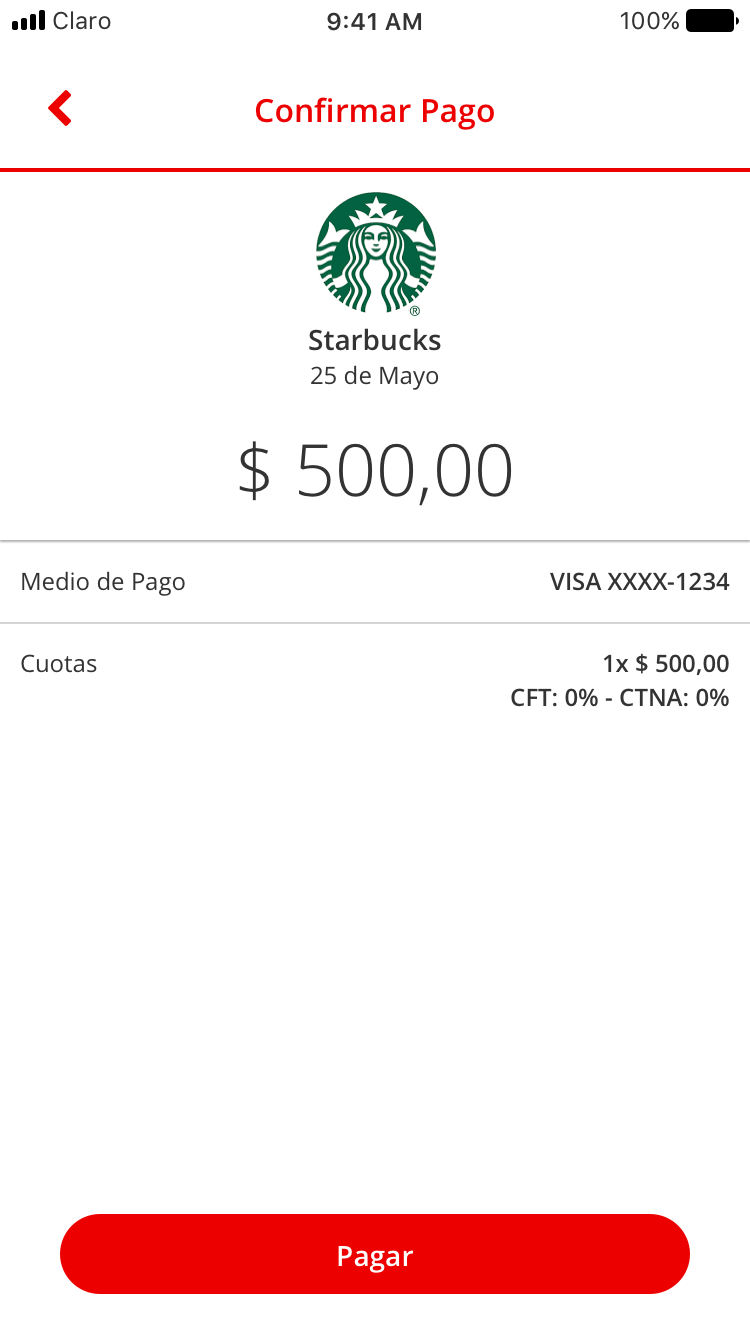 Claro 9:41 AM 100%
Confirmar Pago
®
Starbucks
25 de Mayo
$ 500,00
Medio de Pago VISA XXXX-1234
Cuotas 1x $ 500,00
CFT: 0% - CTNA: 0%
Pagar